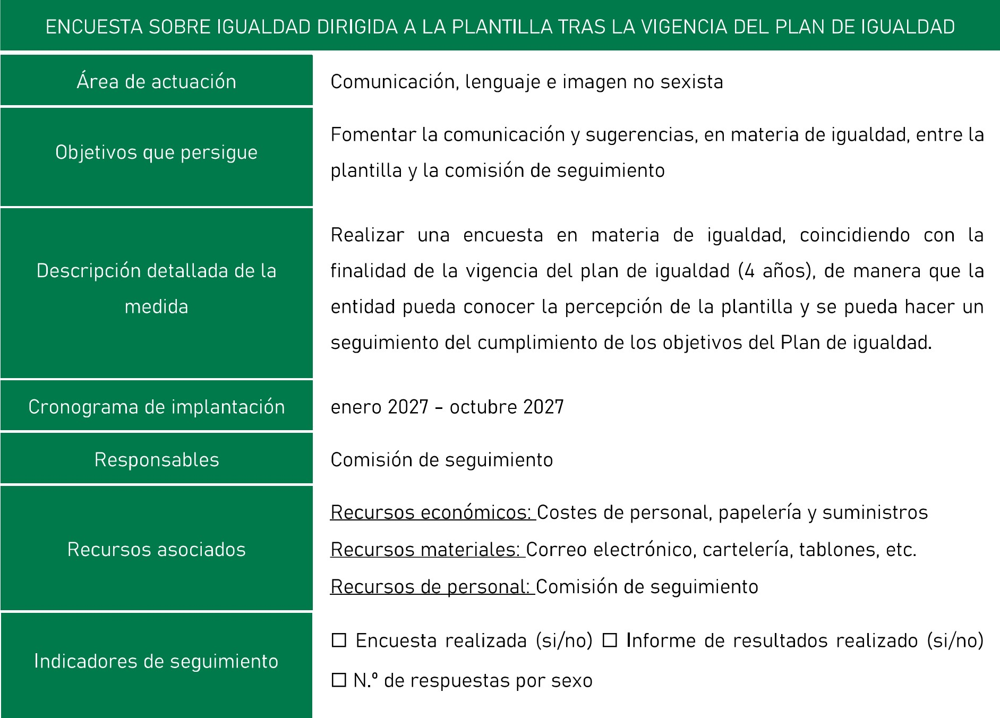 ENCUESTA SOBRE IGUALDAD DIRIGIDA A LA PLANTILLA TRAS LA VIGENCIA DEL PLAN DE IGUALDAD
Área de actuación
Comunicación, lenguaje e imagen no sexista
Objetivos que persigue
Fomentar la comunicación y sugerencias, en materia de igualdad, entre la
plantilla y la comisión de seguimiento
Descripción detallada de la
medida
Realizar una encuesta en materia de igualdad, coincidiendo con la
finalidad de la vigencia del plan de igualdad (4 años), de manera que la
entidad pueda conocer la percepción de la plantilla y se pueda hacer un
seguimiento del cumplimiento de los objetivos del Plan de igualdad.
Cronograma de implantación
enero 2027 – octubre 2027
Responsables
Comisión de seguimiento
Recursos asociados
Recursos económicos: Costes de personal, papelería y suministros
Recursos materiales: Correo electrónico, cartelería, tablones, etc.
Recursos de personal: Comisión de seguimiento
Indicadores de seguimiento
☐ Encuesta realizada (si/no) ☐ Informe de resultados realizado (si/no)
☐ N.º de respuestas por sexo